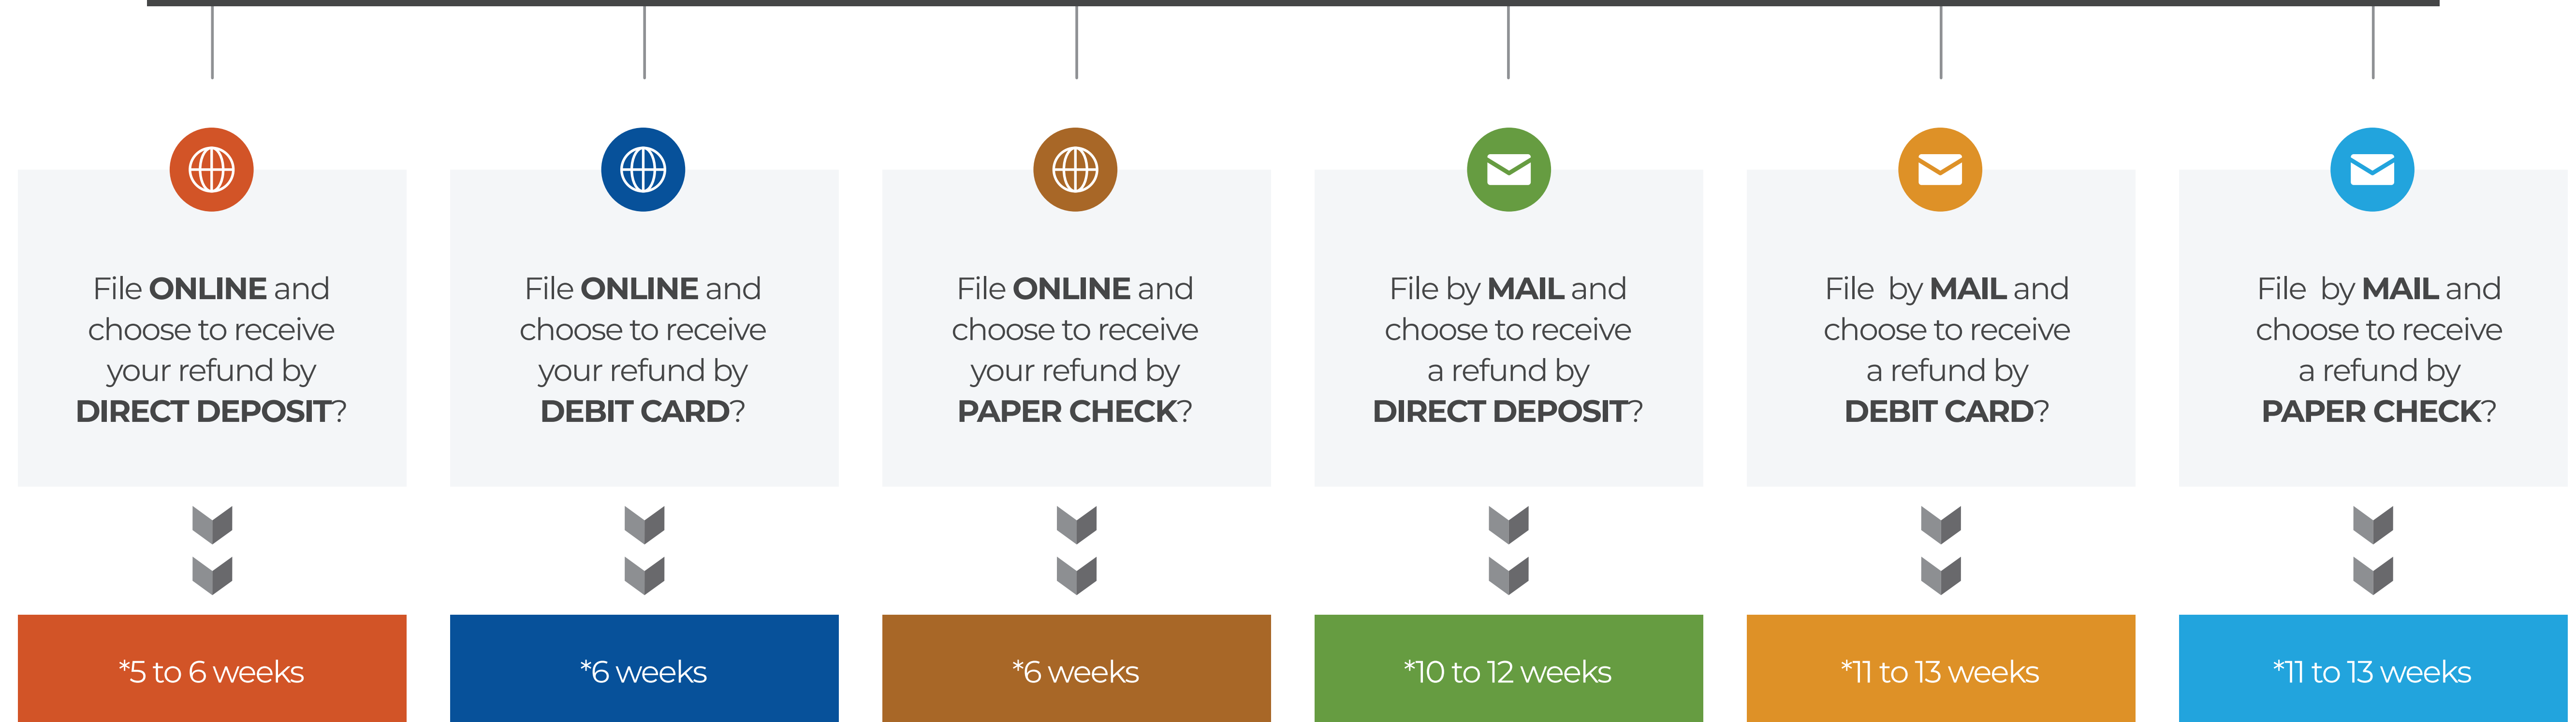 File ONLINE and
choose to receive
your refund by
DIRECT DEPOSIT?
*5 to 6 weeks
File ONLINE and
choose to receive
your refund by
DEBIT CARD?
*6 weeks
File ONLINE and
choose to receive
your refund by
PAPER CHECK?
*6 weeks
File by MAIL and
choose to receive
a refund by
DIRECT DEPOSIT?
*10 to 12 weeks
File  by MAIL and
choose to receive
a refund by
DEBIT CARD?
*11 to 13 weeks
File  by MAIL and
choose to receive
a refund by
PAPER CHECK?
*11 to 13 weeks